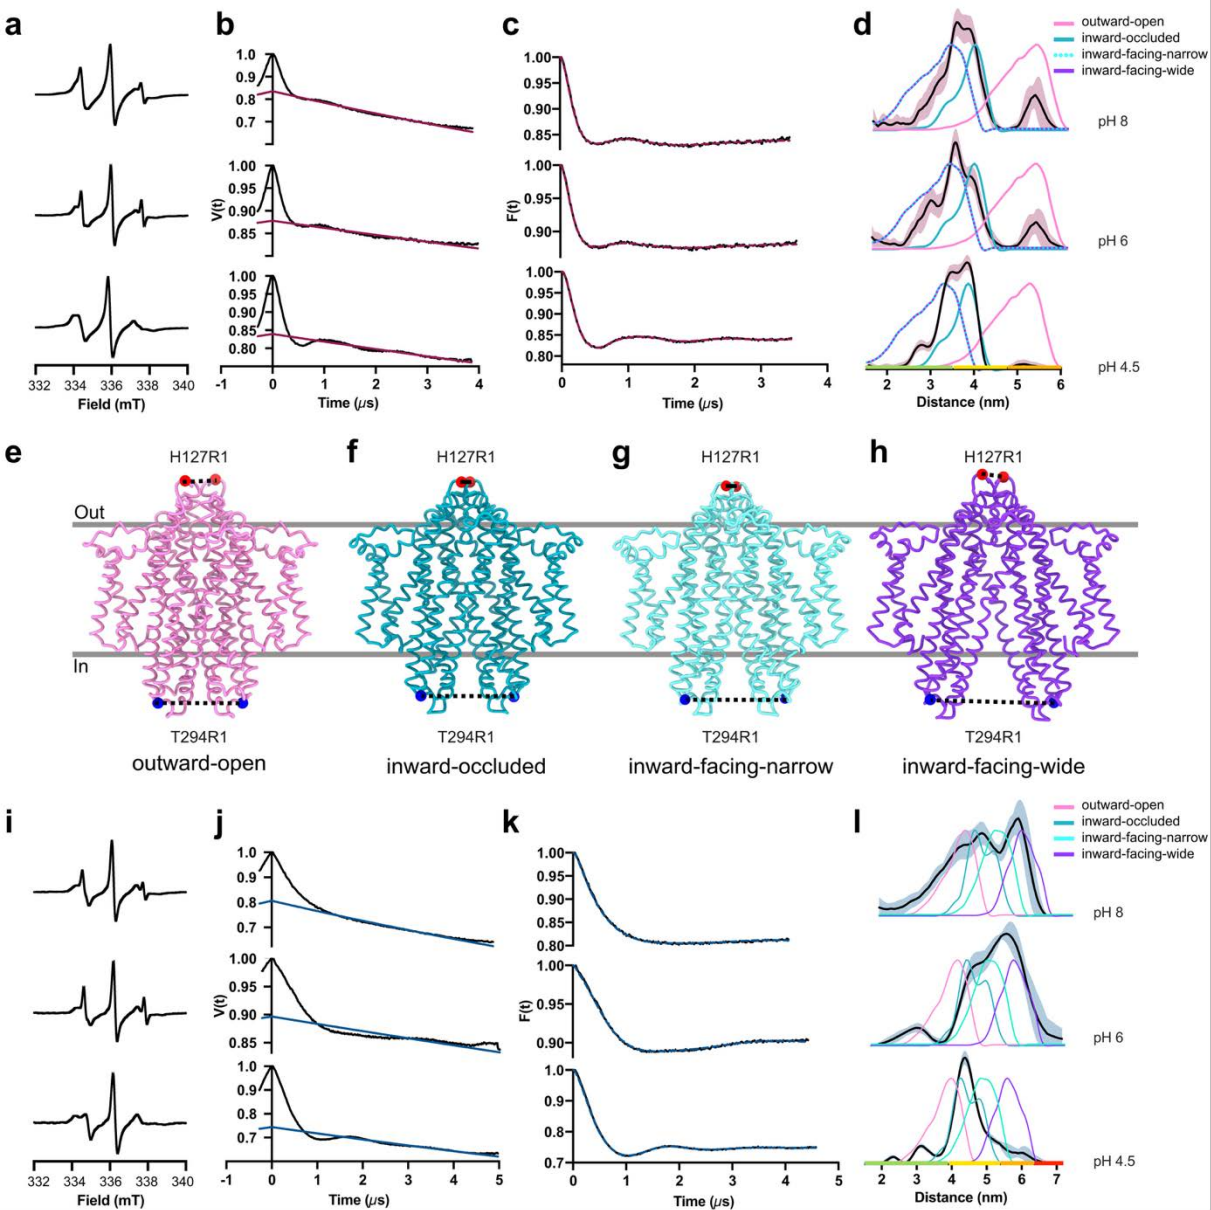 a
b
c
d
outward-open
inward-occluded
inward-facing-narrow
inward-facing-wide
1.0
0.9
0.8
0.7
1.00
0.95
0.90
0.85
pH 8
1.00
0.95
0.90
0.85
V(t)
1.00
0.95
0.90
F(t)
pH 6
1.00
0.95
0.90
0.85
0.80
1.00
0.95
0.90
0.85
0.80
pH 4.5
332 334 336 338 340
Field (mT)
-1 0 1 2 3 4
Time (µs)
0 1 2 3 4
Time (µs)
2 3 4 5 6
Distance (nm)
e
f
g
h
H127R1
H127R1
H127R1
H127R1
Out
In
T294R1
T294R1
T294R1
T294R1
outward-open
inward-occluded
inward-facing-narrow
inward-facing-wide
i
j
k
l
outward-open
inward-occluded
inward-facing-narrow
inward-facing-wide
1.0
0.9
0.8
0.7
1.00
0.95
0.90
0.85
0.80
pH 8
1.00
0.95
0.90
0.85
V(t)
1.00
0.95
0.90
F(t)
pH 6
1.0
0.9
0.8
0.7
1.0
0.9
0.8
0.7
pH 4.5
332 334 336 338 340
Field (mT)
-1 0 1 2 3 4 5
Time (µs)
0 1 2 3 4 5
Time (µs)
2 3 4 5 6 7
Distance (nm)